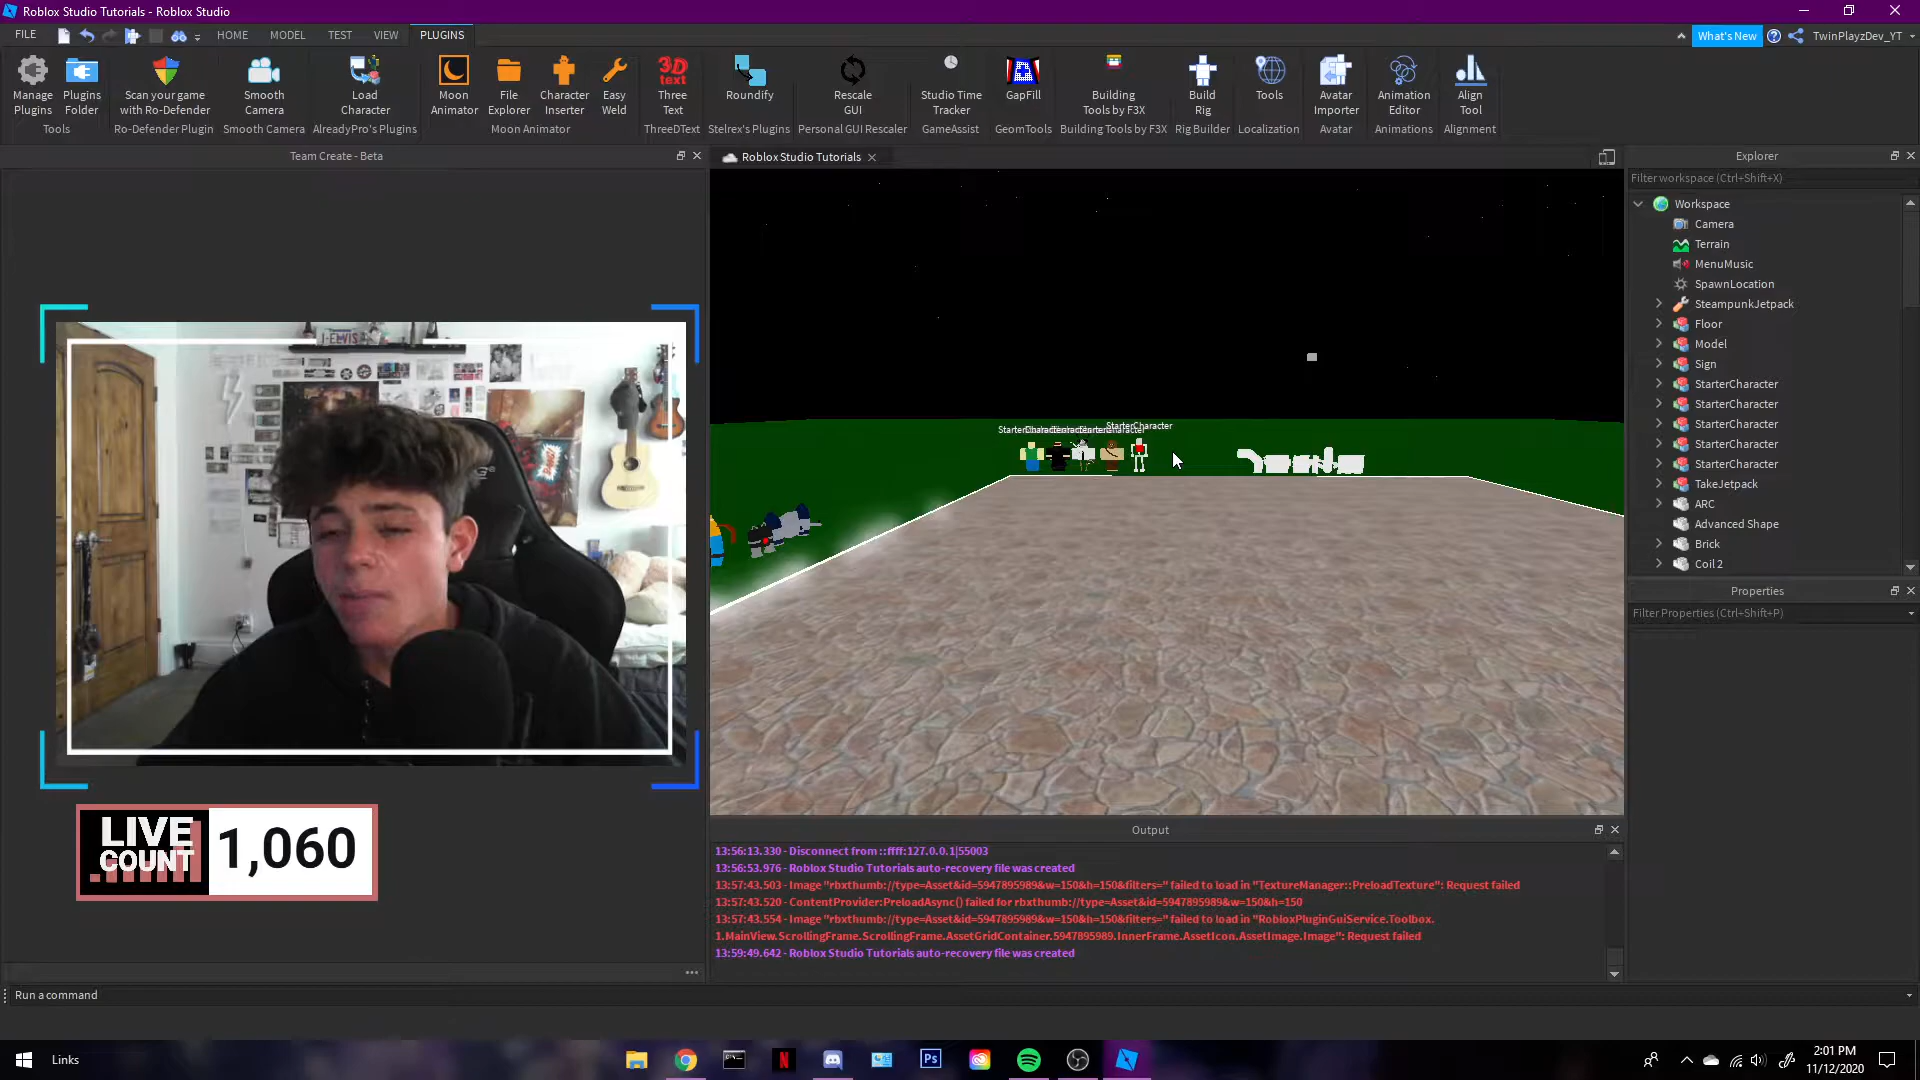 Roblox Studio Tutorials - Roblox Studio
FILE
HOME
MODEL
TEST
VIEW
PLUGINS
What's New
TwinPlayzDev_YT
Manage Plugins
Plugins Folder
Scan your game with Ro-Defender
Smooth Camera
Load Character
Moon Animator
File Explorer
Character Inserter
Easy Weld
3D text
Three Text
Roundify
Rescale GUI
Studio Time Tracker
GapFill
Building Tools by F3X
Build Rig
Tools
Avatar Importer
Animation Editor
Align Tool
Tools
Ro-Defender Plugin
Smooth Camera
AlreadyPro's Plugins
Moon Animator
ThreeDText
Stelrex's Plugins
Personal GUI Rescaler
GameAssist
GeomTools
Building Tools by F3X
Rig Builder
Localization
Avatar
Animations
Alignment
Team Create - Beta
Roblox Studio Tutorials
Explorer
Filter workspace (Ctrl+Shift+X)
Workspace
Camera
Terrain
MenuMusic
SpawnLocation
SteampunkJetpack
Floor
Model
Sign
StarterCharacter
StarterCharacter
StarterCharacter
StarterCharacter
StarterCharacter
TakeJetpack
ARC
Advanced Shape
Brick
Coil 2
Properties
Filter Properties (Ctrl+Shift+P)
StarterCharacter
LIVE
COUNT
1,060
Output
13:56:13.330 - Disconnect from ::ffff:127.0.0.1|55003
13:56:53.976 - Roblox Studio Tutorials auto-recovery file was created
13:57:43.503 - Image "rbxthumb://type=Asset&id=5947895989&w=150&h=150&filters=" failed to load in "TextureManager::PreloadTexture": Request failed
13:57:43.520 - ContentProvider:PreloadAsync() failed for rbxthumb://type=Asset&id=5947895989&w=150&h=150
13:57:43.554 - Image "rbxthumb://type=Asset&id=5947895989&w=150&h=150&filters=" failed to load in "RobloxPluginGuiService.Toolbox.
1.MainView.ScrollingFrame.ScrollingFrame.AssetGridContainer.5947895989.InnerFrame.AssetIcon.AssetImage.Image": Request failed
13:59:49.642 - Roblox Studio Tutorials auto-recovery file was created
Run a command
Links
Ps
2:01 PM
11/12/2020